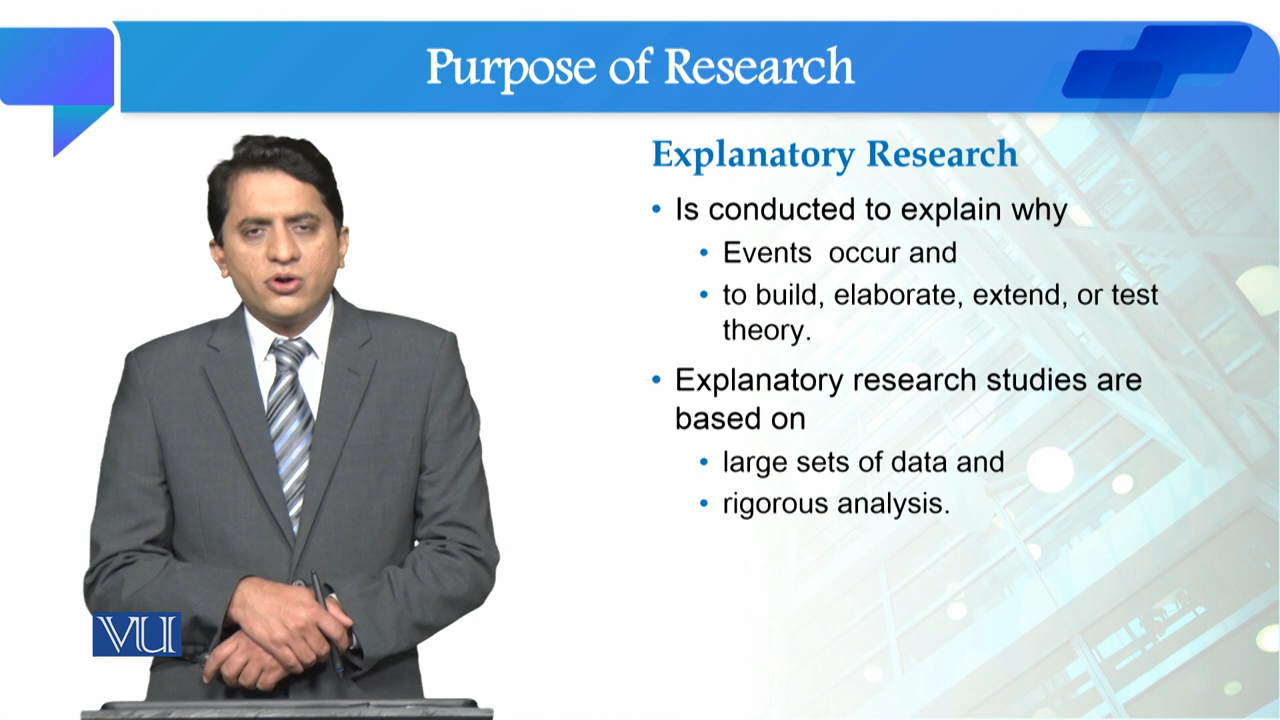 Purpose of Research
Explanatory Research
• Is conducted to explain why
• Events occur and
• to build, elaborate, extend, or test
theory.
• Explanatory research studies are
based on
• large sets of data and
• rigorous analysis.
VU